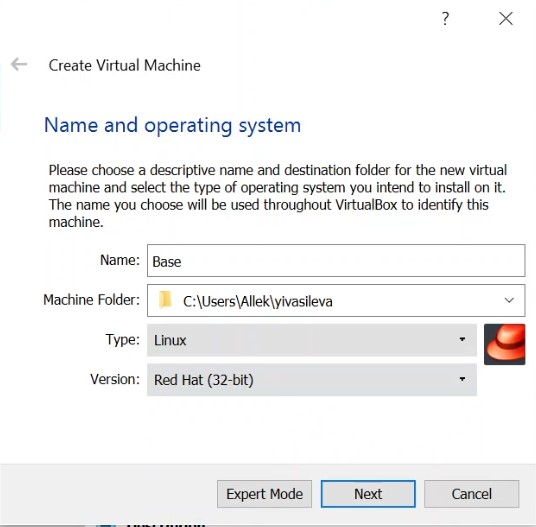 ?
Create Virtual Machine
Name and operating system
Please choose a descriptive name and destination folder for the new virtual
machine and select the type of operating system you intend to install on it.
The name you choose will be used throughout VirtualBox to identify this
machine.
Name: Base
Machine Folder: C:\Users\Allek\yivasileva
Type: Linux
Version: Red Hat (32-bit)
Expert Mode Next Cancel